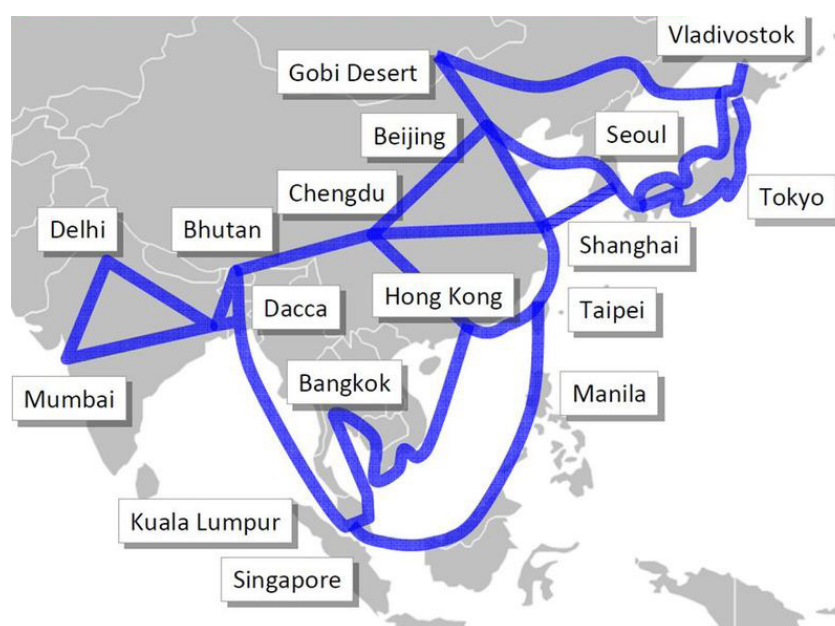 Vladivostok
Gobi Desert
Beijing
Seoul
Chengdu
Tokyo
Delhi
Bhutan
Shanghai
Dacca
Hong Kong
Taipei
Bangkok
Mumbai
Manila
Kuala Lumpur
Singapore